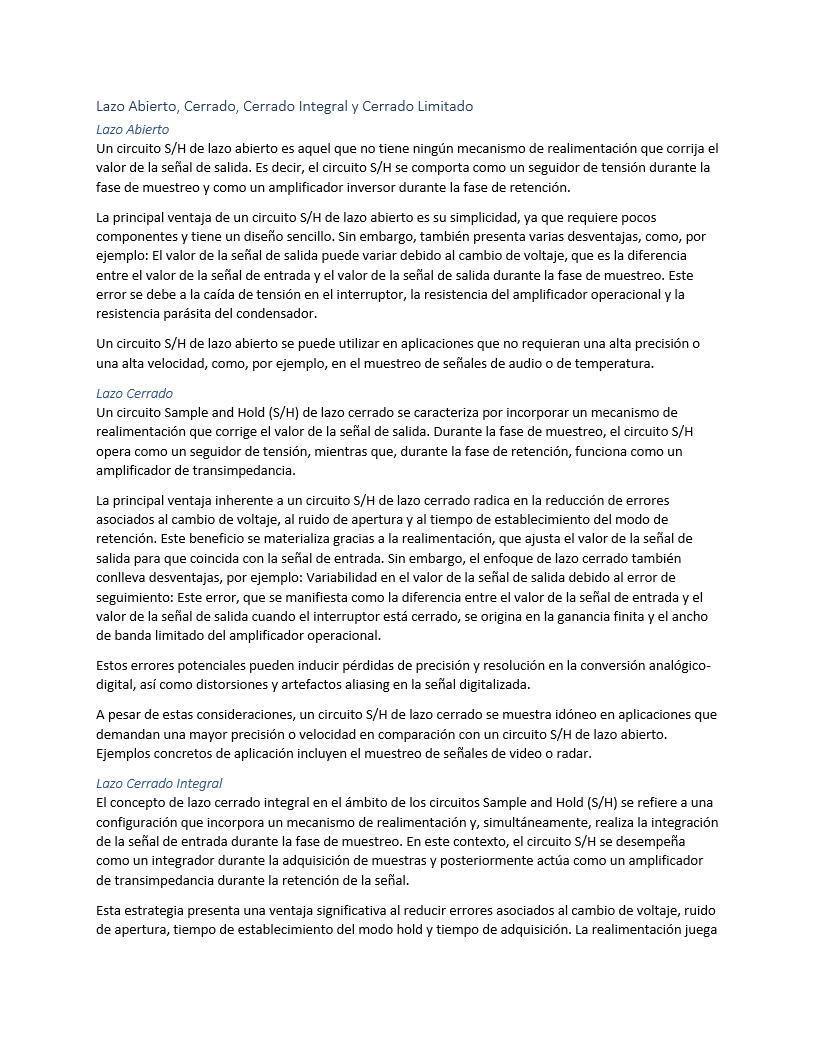 Lazo Abierto, Cerrado, Cerrado Integral y Cerrado Limitado
Lazo Abierto
Un circuito S/H de lazo abierto es aquel que no tiene ningún mecanismo de realimentación que corrija el
valor de la señal de salida. Es decir, el circuito S/H se comporta como un seguidor de tensión durante la
fase de muestreo y como un amplificador inversor durante la fase de retención.
La principal ventaja de un circuito S/H de lazo abierto es su simplicidad, ya que requiere pocos
componentes y tiene un diseño sencillo. Sin embargo, también presenta varias desventajas, como, por
ejemplo: El valor de la señal de salida puede variar debido al cambio de voltaje, que es la diferencia
entre el valor de la señal de entrada y el valor de la señal de salida durante la fase de muestreo. Este
error se debe a la caída de tensión en el interruptor, la resistencia del amplificador operacional y la
resistencia parásita del condensador.
Un circuito S/H de lazo abierto se puede utilizar en aplicaciones que no requieran una alta precisión o
una alta velocidad, como, por ejemplo, en el muestreo de señales de audio o de temperatura.
Lazo Cerrado
Un circuito Sample and Hold (S/H) de lazo cerrado se caracteriza por incorporar un mecanismo de
realimentación que corrige el valor de la señal de salida. Durante la fase de muestreo, el circuito S/H
opera como un seguidor de tensión, mientras que, durante la fase de retención, funciona como un
amplificador de transimpedancia.
La principal ventaja inherente a un circuito S/H de lazo cerrado radica en la reducción de errores
asociados al cambio de voltaje, al ruido de apertura y al tiempo de establecimiento del modo de
retención. Este beneficio se materializa gracias a la realimentación, que ajusta el valor de la señal de
salida para que coincida con la señal de entrada. Sin embargo, el enfoque de lazo cerrado también
conlleva desventajas, por ejemplo: Variabilidad en el valor de la señal de salida debido al error de
seguimiento: Este error, que se manifiesta como la diferencia entre el valor de la señal de entrada y el
valor de la señal de salida cuando el interruptor está cerrado, se origina en la ganancia finita y el ancho
de banda limitado del amplificador operacional.
Estos errores potenciales pueden inducir pérdidas de precisión y resolución en la conversión analógico-
digital, así como distorsiones y artefactos aliasing en la señal digitalizada.
A pesar de estas consideraciones, un circuito S/H de lazo cerrado se muestra idóneo en aplicaciones que
demandan una mayor precisión o velocidad en comparación con un circuito S/H de lazo abierto.
Ejemplos concretos de aplicación incluyen el muestreo de señales de video o radar.
Lazo Cerrado Integral
El concepto de lazo cerrado integral en el ámbito de los circuitos Sample and Hold (S/H) se refiere a una
configuración que incorpora un mecanismo de realimentación y, simultáneamente, realiza la integración
de la señal de entrada durante la fase de muestreo. En este contexto, el circuito S/H se desempeña
como un integrador durante la adquisición de muestras y posteriormente actúa como un amplificador
de transimpedancia durante la retención de la señal.
Esta estrategia presenta una ventaja significativa al reducir errores asociados al cambio de voltaje, ruido
de apertura, tiempo de establecimiento del modo hold y tiempo de adquisición. La realimentación juega